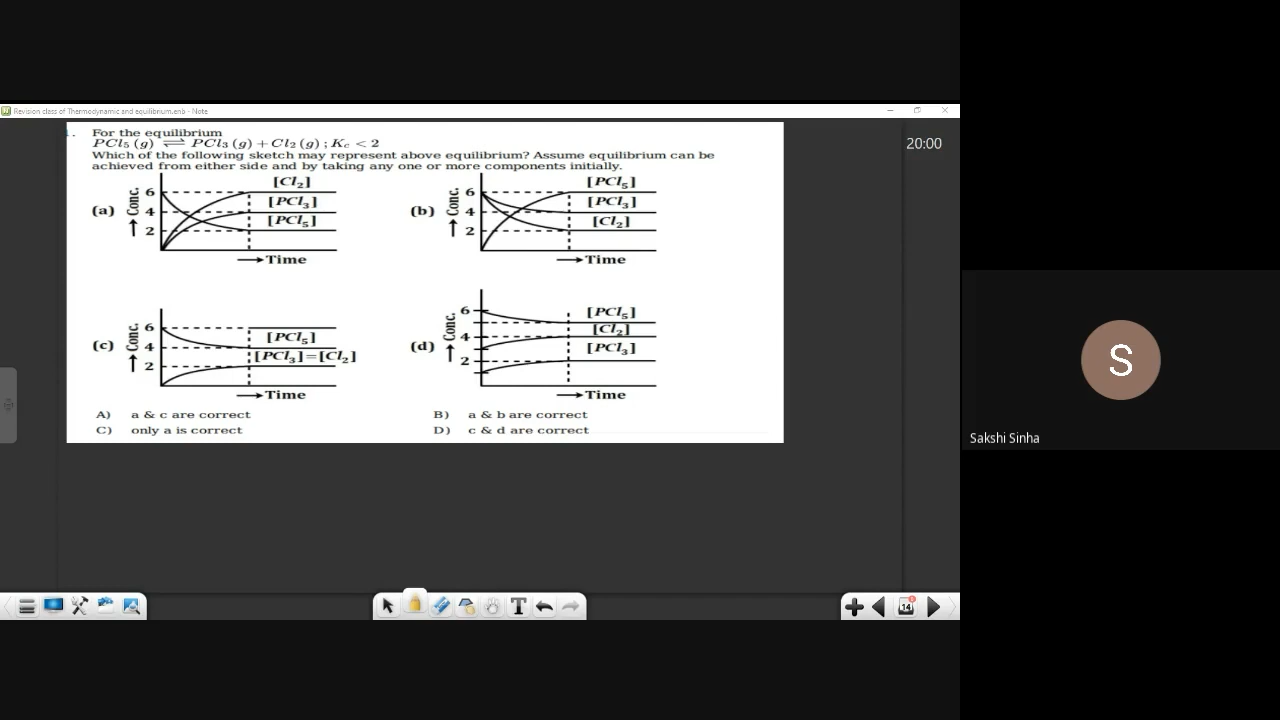 Revision class of Thermodynamic and equilibrium.enb - Note
1. For the equilibrium
PCl₅ (g) ⇌ PCl₃ (g) + Cl₂ (g) ; K_c < 2
Which of the following sketch may represent above equilibrium? Assume equilibrium can be
achieved from either side and by taking any one or more components initially.
(a) Conc. 6 4 2 [Cl₂] [PCl₃] [PCl₅] Time
(b) Conc. 6 4 2 [PCl₅] [PCl₃] [Cl₂] Time
(c) Conc. 6 4 2 [PCl₅] [PCl₃]=[Cl₂] Time
(d) Conc. 6 4 2 [PCl₅] [Cl₂] [PCl₃] Time
A) a & c are correct
B) a & b are correct
C) only a is correct
D) c & d are correct
20:00
S
Sakshi Sinha
T
14